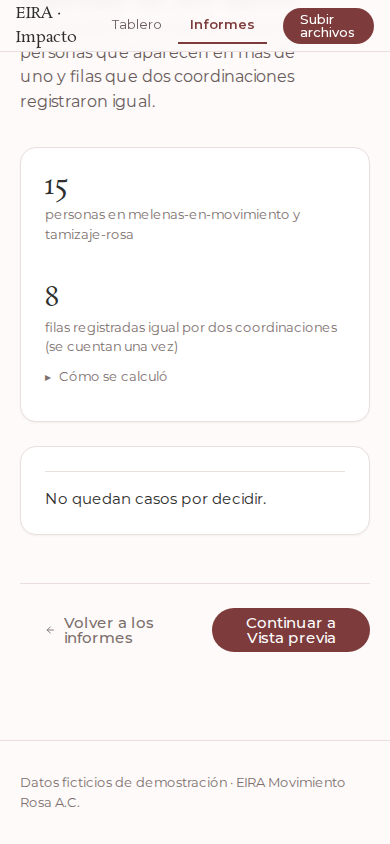 EIRA ·
Impacto
Tablero
Informes
Subir
archivos
personas que aparecen en más de
uno y filas que dos coordinaciones
registraron igual.
15
personas en melenas-en-movimiento y
tamizaje-rosa
8
filas registradas igual por dos coordinaciones
(se cuentan una vez)
▸ Cómo se calculó
No quedan casos por decidir.
← Volver a los
informes
Continuar a
Vista previa
Datos ficticios de demostración · EIRA Movimiento
Rosa A.C.